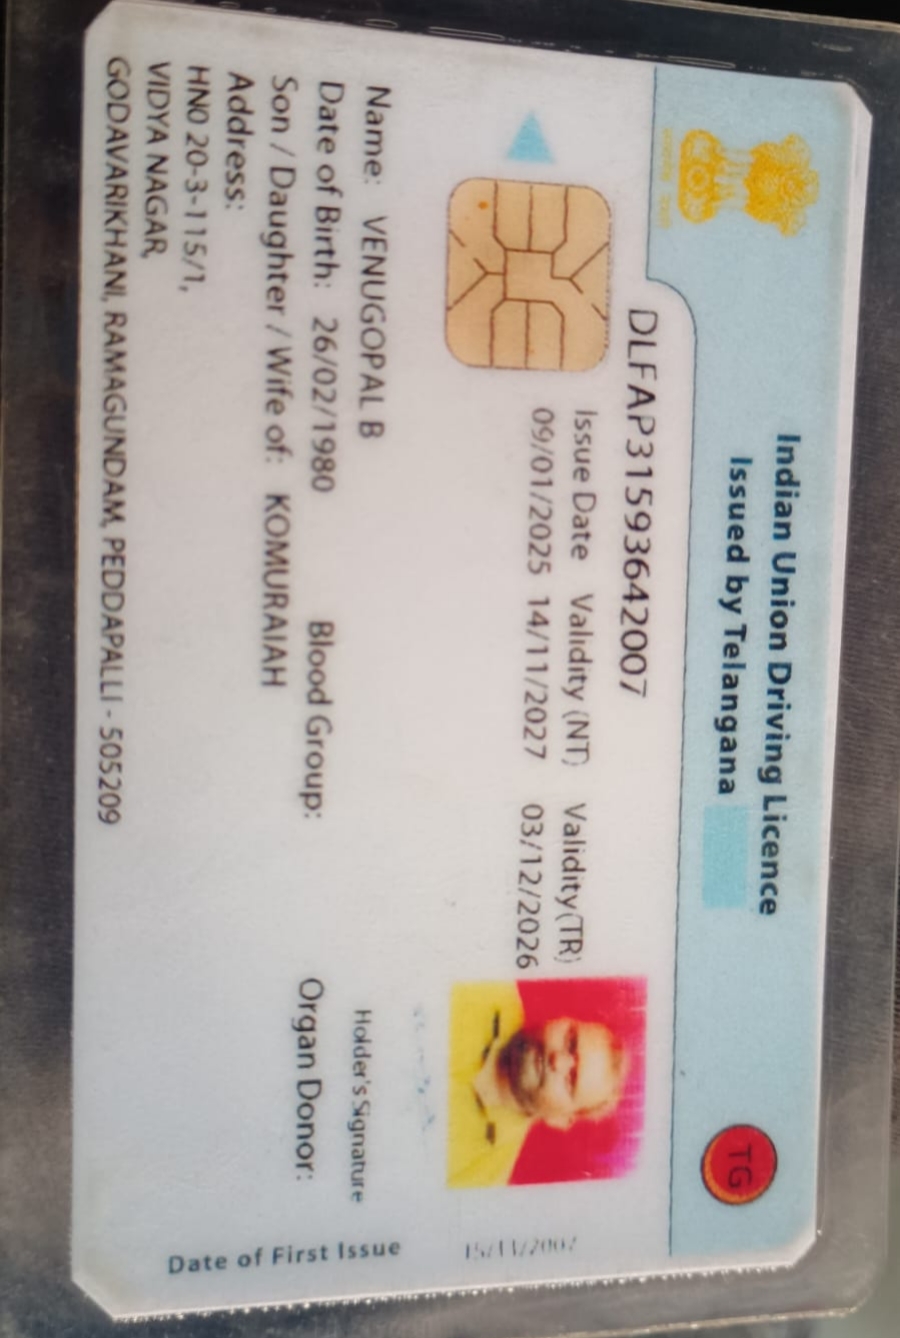 Indian Union Driving Licence
Issued by Telangana
TG
DLFAP31593642007
Issue Date Validity (NT) Validity(TR)
09/01/2025 14/11/2027 03/12/2026
15/11/2007
Holder's Signature
Name: VENUGOPAL B
Date of Birth: 26/02/1980 Blood Group: Organ Donor:
Son / Daughter / Wife of: KOMURAIAH
Address:
HNO 20-3-115/1,
VIDYA NAGAR,
GODAVARIKHANI, RAMAGUNDAM, PEDDAPALLI - 505209
Date of First Issue